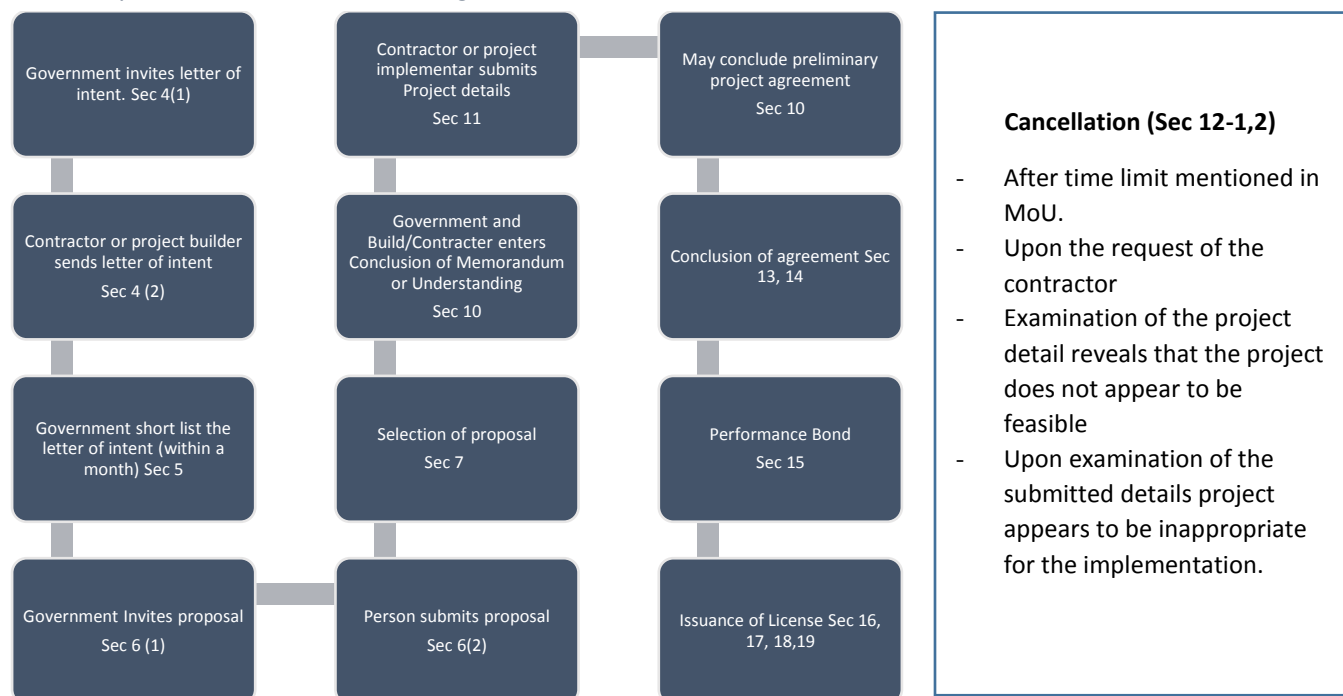 Government invites letter of
intent. Sec 4(1)
Contractor or project builder
sends letter of intent
Sec 4 (2)
Government short list the
letter of intent (within a
month) Sec 5
Government Invites proposal
Sec 6 (1)
Person submits proposal
Sec 6(2)
Selection of proposal
Sec 7
Government and
Build/Contracter enters
Conclusion of Memorandum
or Understanding
Sec 10
Contractor or project
implementar submits
Project details
Sec 11
May conclude preliminary
project agreement
Sec 10
Conclusion of agreement Sec
13, 14
Performance Bond
Sec 15
Issuance of License Sec 16,
17, 18,19
Cancellation (Sec 12-1,2)
- After time limit mentioned in
MoU.
- Upon the request of the
contractor
- Examination of the project
detail reveals that the project
does not appear to be
feasible
- Upon examination of the
submitted details project
appears to be inappropriate
for the implementation.